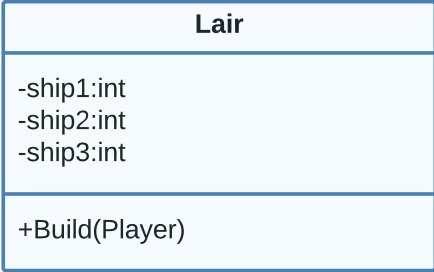 Lair
-ship1:int
-ship2:int
-ship3:int
+Build(Player)